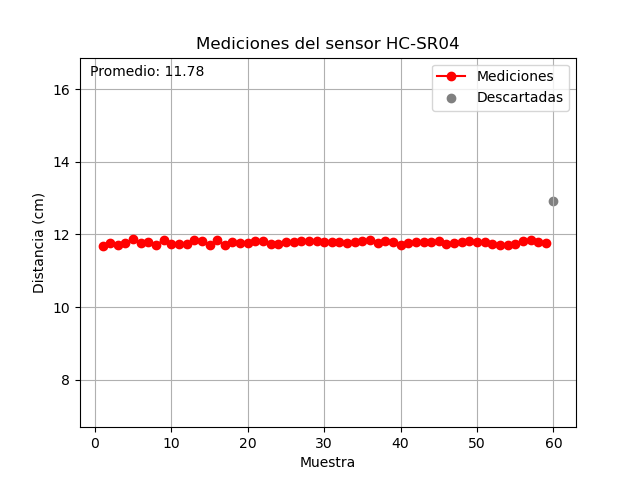 Mediciones del sensor HC-SR04
Promedio: 11.78
Mediciones
Descartadas
Distancia (cm)
16
14
12
10
8
0 10 20 30 40 50 60
Muestra